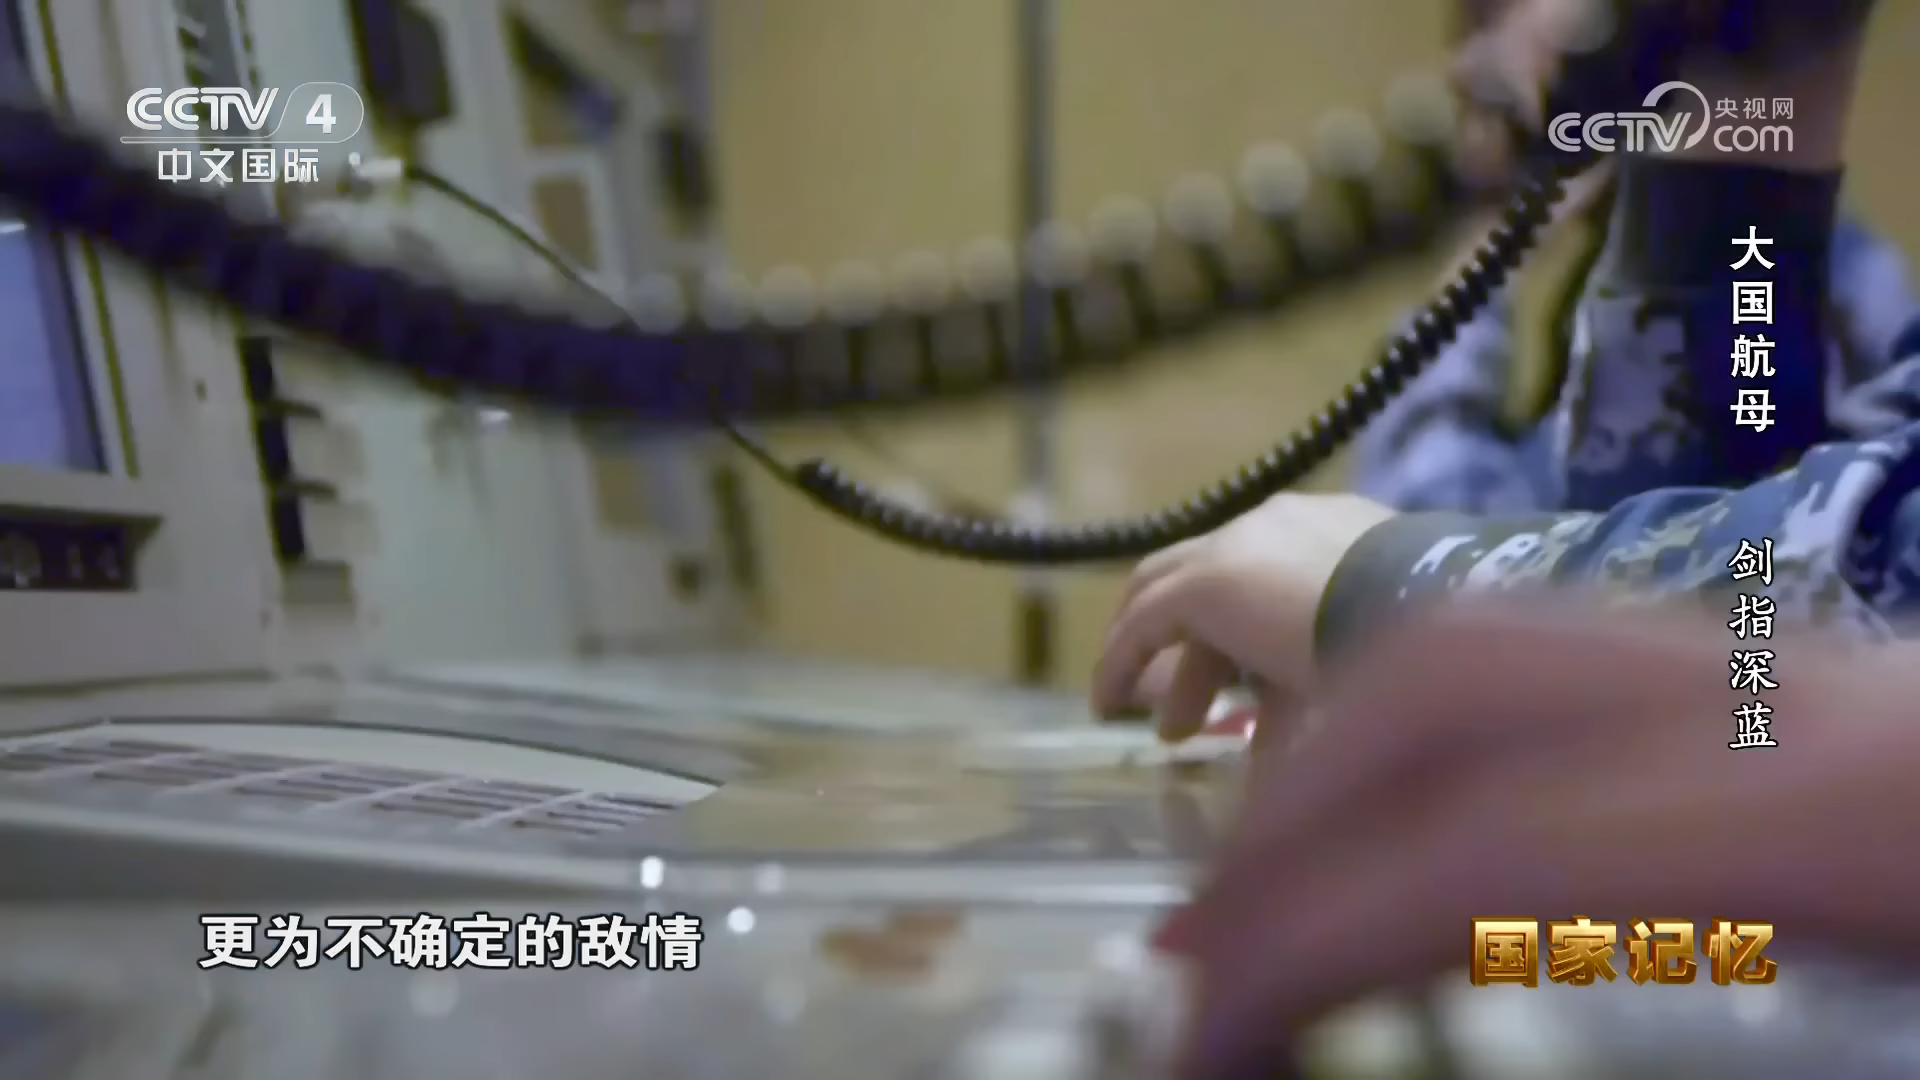 CCTV 4
中文国际
央视网
CCTV.com
大国航母
剑指深蓝
更为不确定的敌情
国家记忆